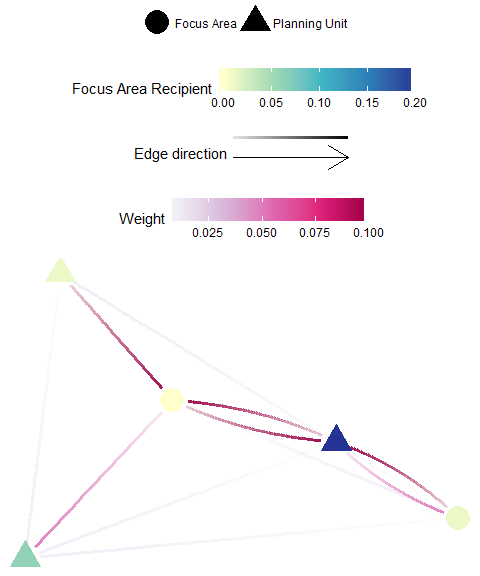 Focus Area Planning Unit
Focus Area Recipient
0.00 0.05 0.10 0.15 0.20
Edge direction
Weight
0.025 0.050 0.075 0.100